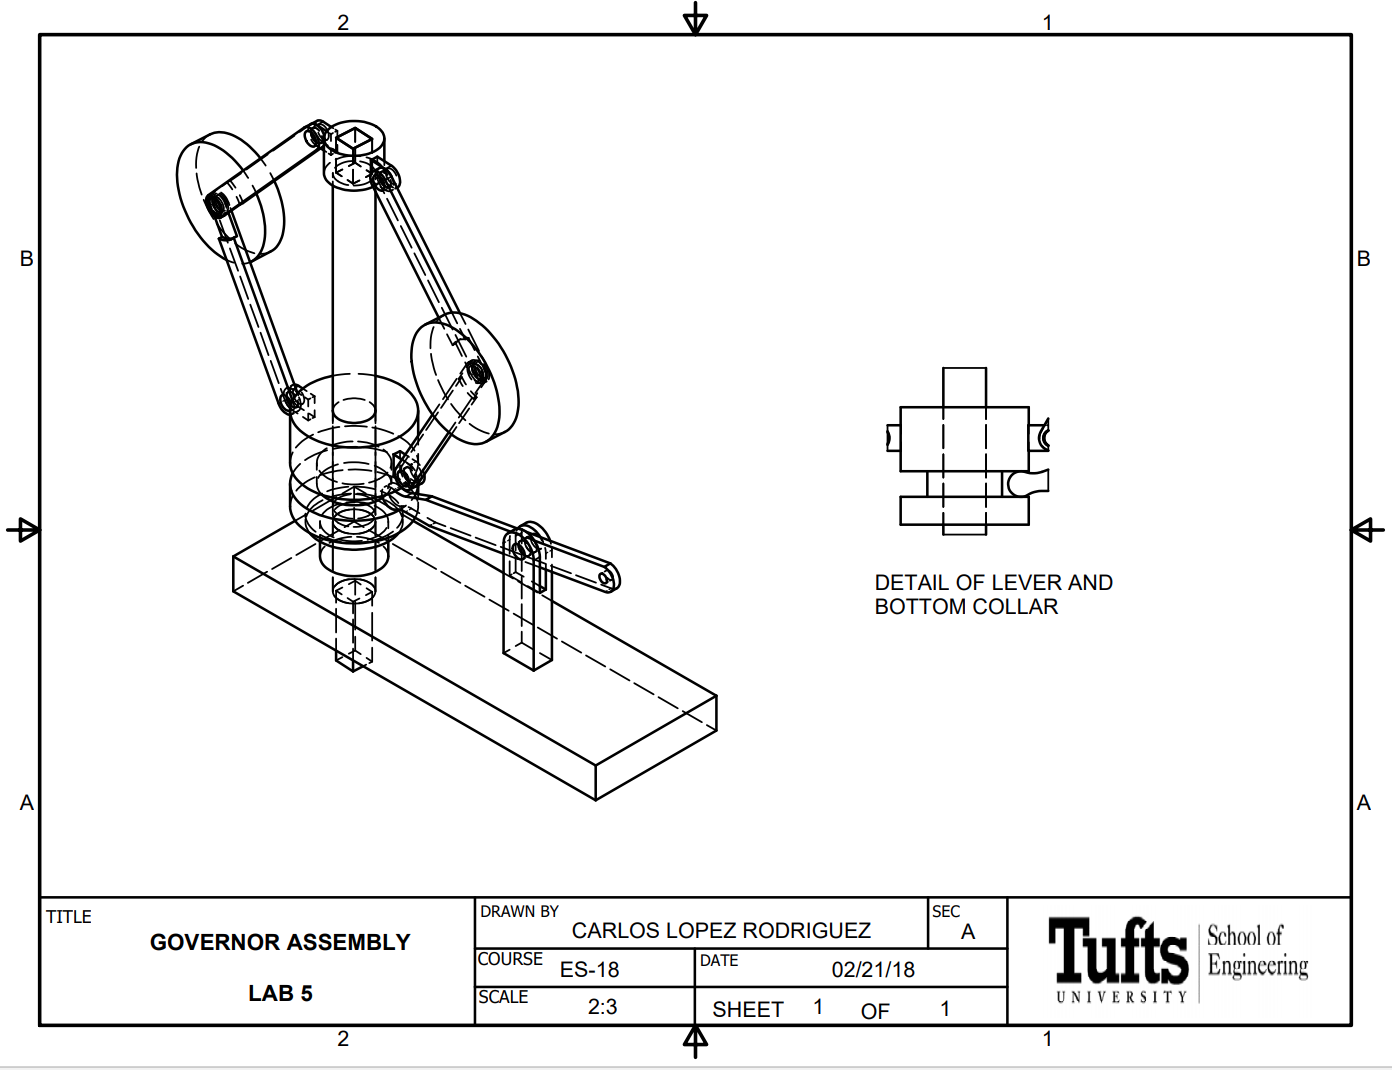 2 1
B B
DETAIL OF LEVER AND
BOTTOM COLLAR
A A
TITLE
GOVERNOR ASSEMBLY
LAB 5
DRAWN BY
CARLOS LOPEZ RODRIGUEZ
SEC
A
COURSE
ES-18
DATE
02/21/18
SCALE
2:3
SHEET 1 OF 1
Tufts
UNIVERSITY
School of
Engineering
2 1